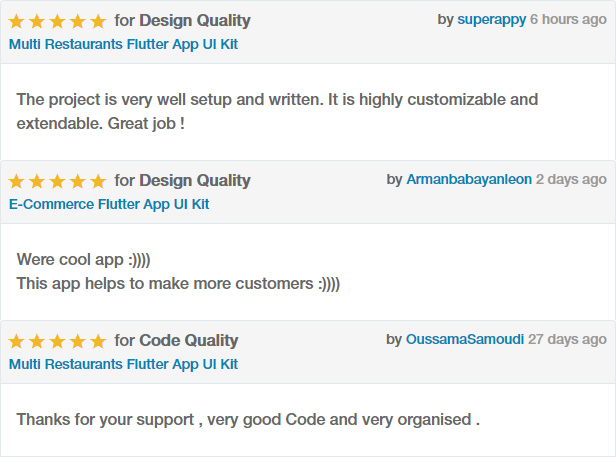 for Design Quality by superappy 6 hours ago
Multi Restaurants Flutter App UI Kit
The project is very well setup and written. It is highly customizable and
extendable. Great job !
for Design Quality by Armanbabayanleon 2 days ago
E-Commerce Flutter App UI Kit
Were cool app :))))
This app helps to make more customers :))))
for Code Quality by OussamaSamoudi 27 days ago
Multi Restaurants Flutter App UI Kit
Thanks for your support , very good Code and very organised .